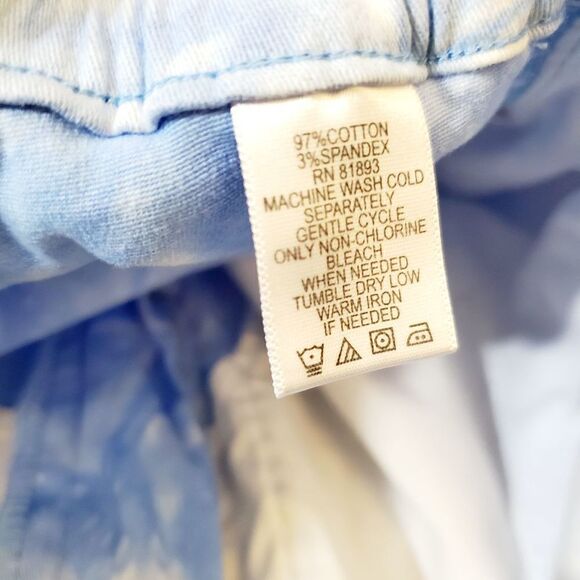 97%COTTON
3%SPANDEX
RN 81893
MACHINE WASH COLD
SEPARATELY
GENTLE CYCLE
ONLY NON-CHLORINE
BLEACH
WHEN NEEDED
TUMBLE DRY LOW
WARM IRON
IF NEEDED